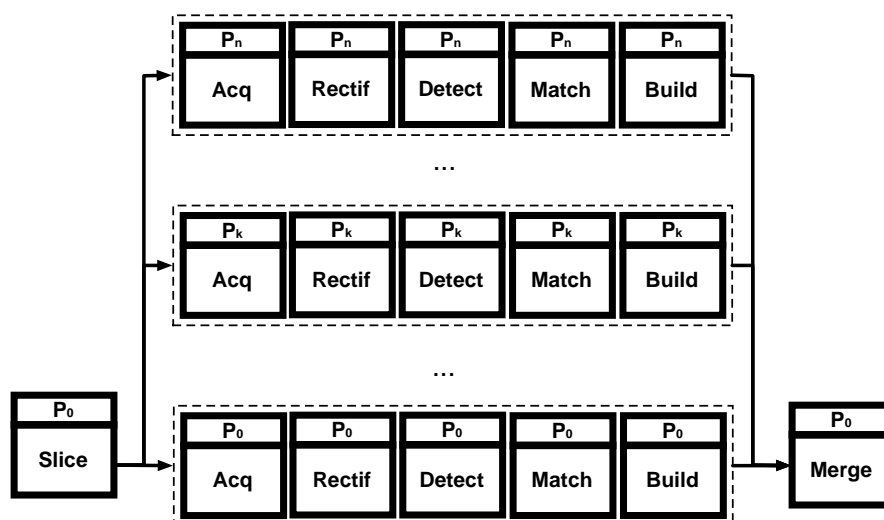 Pn Pn Pn Pn Pn
Acq Rectif Detect Match Build
...
Pk Pk Pk Pk Pk
Acq Rectif Detect Match Build
...
P0
Slice
P0 P0 P0 P0 P0
Acq Rectif Detect Match Build
P0
Merge